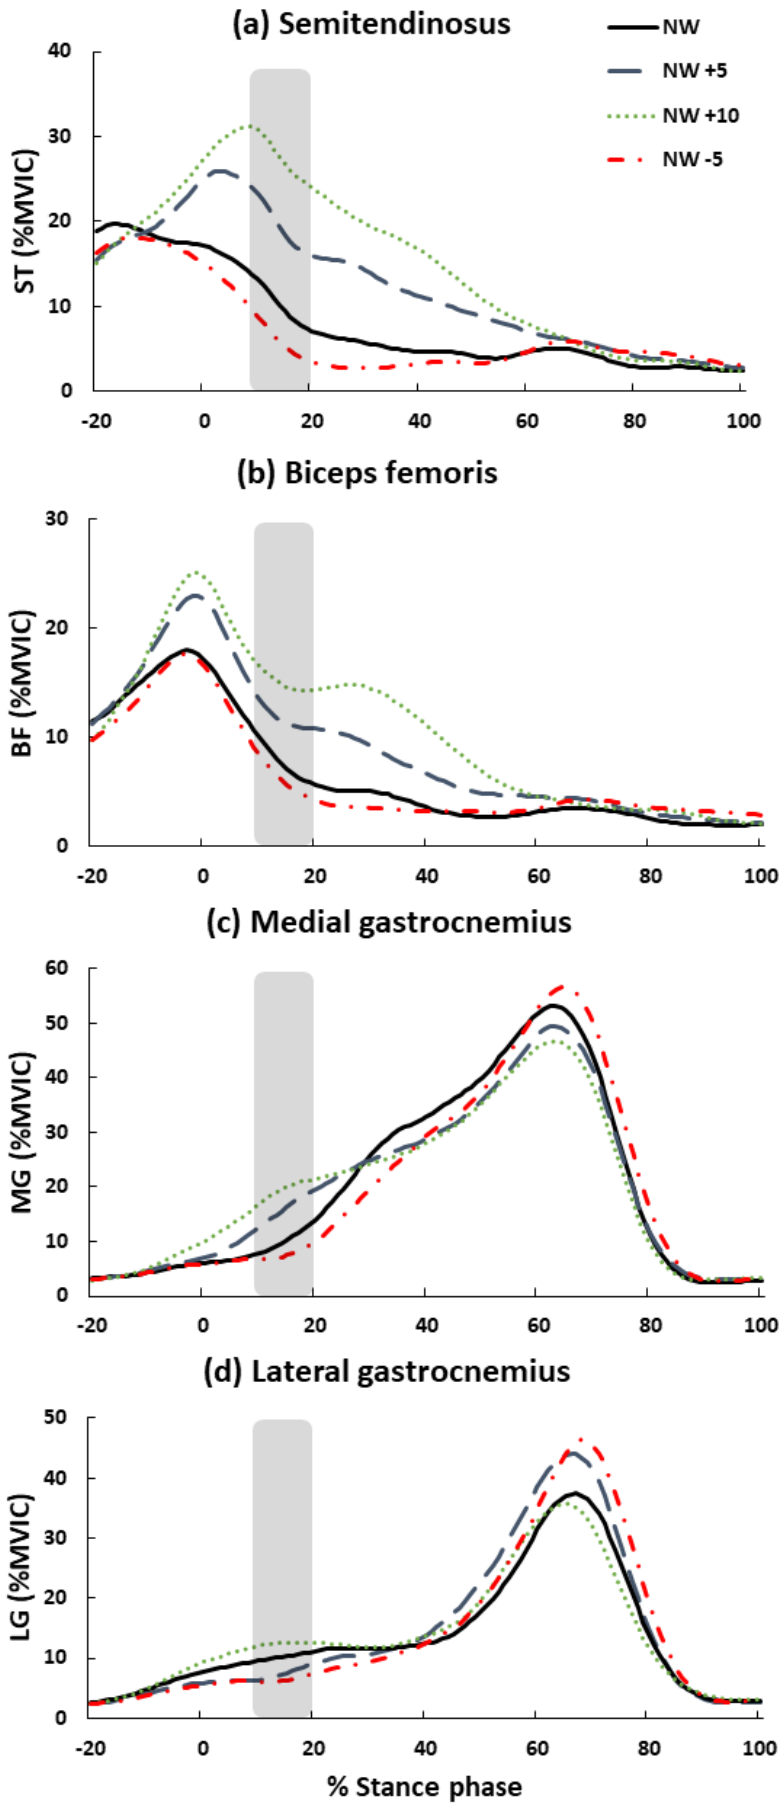 (a) Semitendinosus
NW
NW +5
NW +10
NW -5
ST (%MVIC)
40
30
20
10
0
-20 0 20 40 60 80 100
(b) Biceps femoris
BF (%MVIC)
30
20
10
0
-20 0 20 40 60 80 100
(c) Medial gastrocnemius
MG (%MVIC)
60
50
40
30
20
10
0
-20 0 20 40 60 80 100
(d) Lateral gastrocnemius
LG (%MVIC)
50
40
30
20
10
0
-20 0 20 40 60 80 100
% Stance phase